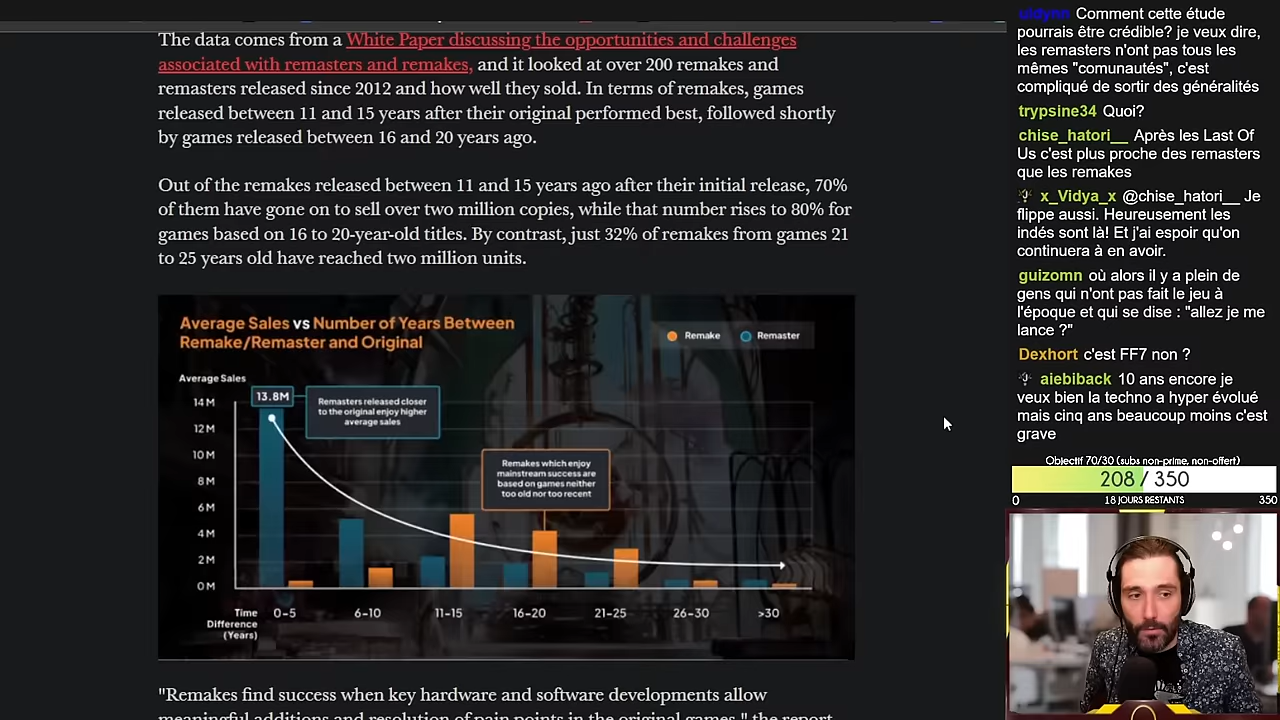 The data comes from a White Paper discussing the opportunities and challenges
associated with remasters and remakes, and it looked at over 200 remakes and
remasters released since 2012 and how well they sold. In terms of remakes, games
released between 11 and 15 years after their original performed best, followed shortly
by games released between 16 and 20 years ago.
Out of the remakes released between 11 and 15 years ago after their initial release, 70%
of them have gone on to sell over two million copies, while that number rises to 80% for
games based on 16 to 20-year-old titles. By contrast, just 32% of remakes from games 21
to 25 years old have reached two million units.
Average Sales vs Number of Years Between
Remake/Remaster and Original
Remake
Remaster
Average Sales
13.8M
Remasters released closer
to the original enjoy higher
average sales
Remakes which enjoy
mainstream success are
based on games neither
too old nor too recent
14 M
12 M
10 M
8 M
6 M
4 M
2 M
0 M
Time
Difference
(Years)
0-5
6-10
11-15
16-20
21-25
26-30
>30
"Remakes find success when key hardware and software developments allow
meaningful additions and resolution of pain points in the original games," the report
Comment cette étude
pourrais être crédible? je veux dire,
les remasters n'ont pas tous les
mêmes "comunautés", c'est
compliqué de sortir des généralités
trypsine34 Quoi?
chise_hatori__ Après les Last Of
Us c'est plus proche des remasters
que les remakes
x_Vidya_x @chise_hatori__ Je
flippe aussi. Heureusement les
indés sont là! Et j'ai espoir qu'on
continuera à en avoir.
guizomn où alors il y a plein de
gens qui n'ont pas fait le jeu à
l'époque et qui se dise : "allez je me
lance ?"
Dexhort c'est FF7 non ?
aiebiback 10 ans encore je
veux bien la techno a hyper évolué
mais cinq ans beaucoup moins c'est
grave
Objectif 70/30 (subs non-prime, non-offert)
208 / 350
0
18 JOURS RESTANTS
350